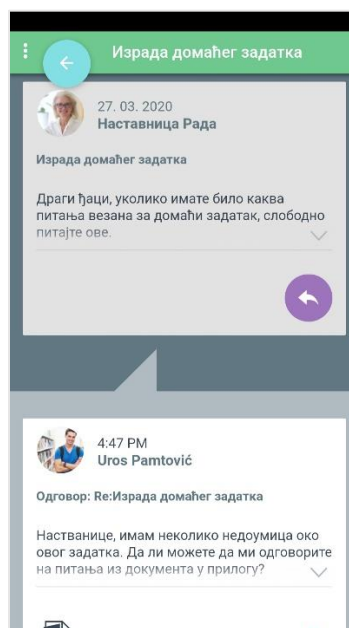 Израда домаћег задатка
27. 03. 2020
Наставница Рада
Израда домаћег задатка
Драги ђаци, уколико имате било каква
питања везана за домаћи задатак, слободно
питајте ове.
4:47 PM
Uros Pamtović
Одговор: Re:Израда домаћег задатка
Наставнице, имам неколико недоумица око
овог задатка. Да ли можете да ми одговорите
на питања из документа у прилогу?